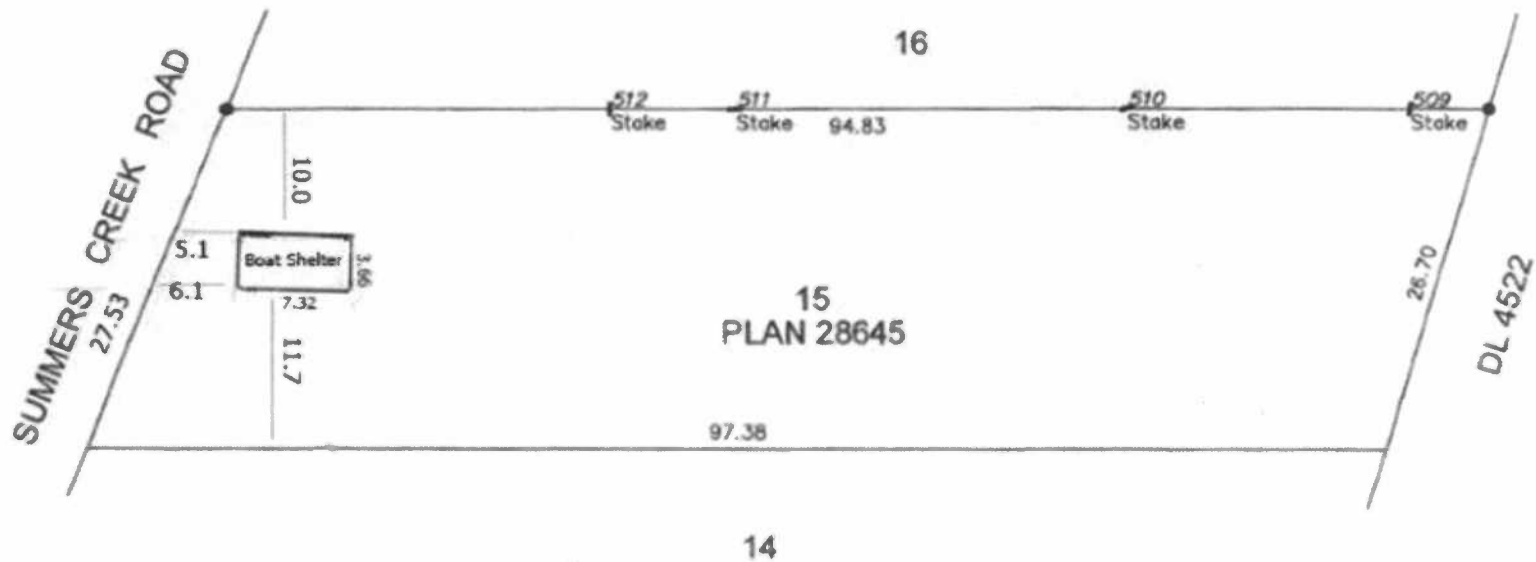 16
SUMMERS CREEK ROAD
512
Stake
511
Stake
94.83
510
Stake
509
Stake
10.0
5.1
Boat Shelter
3.66
6.1
7.32
27.53
11.7
15
PLAN 28645
26.70
DL 4522
97.38
14